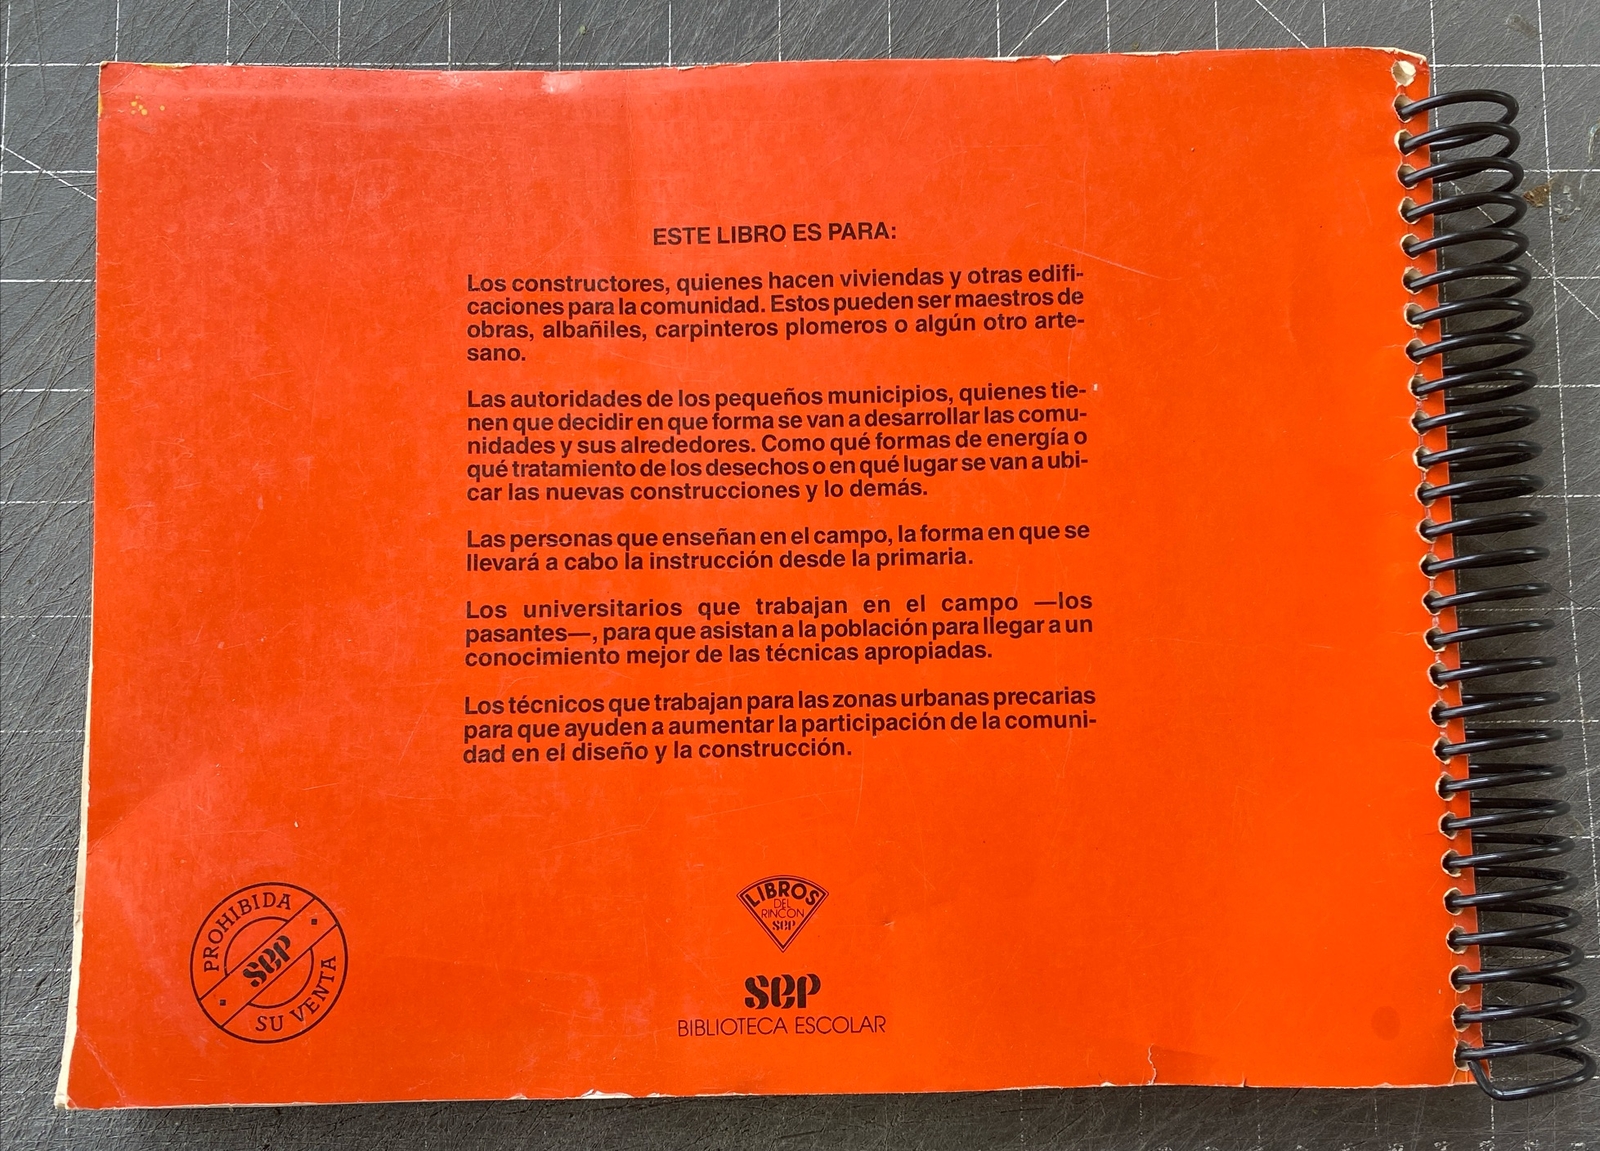 ESTE LIBRO ES PARA:
Los constructores, quienes hacen viviendas y otras edifi-
caciones para la comunidad. Estos pueden ser maestros de
obras, albañiles, carpinteros plomeros o algún otro arte-
sano.
Las autoridades de los pequeños municipios, quienes tie-
nen que decidir en que forma se van a desarrollar las comu-
nidades y sus alrededores. Como qué formas de energía o
qué tratamiento de los desechos o en qué lugar se van a ubi-
car las nuevas construcciones y lo demás.
Las personas que enseñan en el campo, la forma en que se
llevará a cabo la instrucción desde la primaria.
Los universitarios que trabajan en el campo —los
pasantes—, para que asistan a la población para llegar a un
conocimiento mejor de las técnicas apropiadas.
Los técnicos que trabajan para las zonas urbanas precarias
para que ayuden a aumentar la participación de la comuni-
dad en el diseño y la construcción.
PROHIBIDA
SEP
SU VENTA
LIBROS
DEL
RINCON
SEP
SEP
BIBLIOTECA ESCOLAR